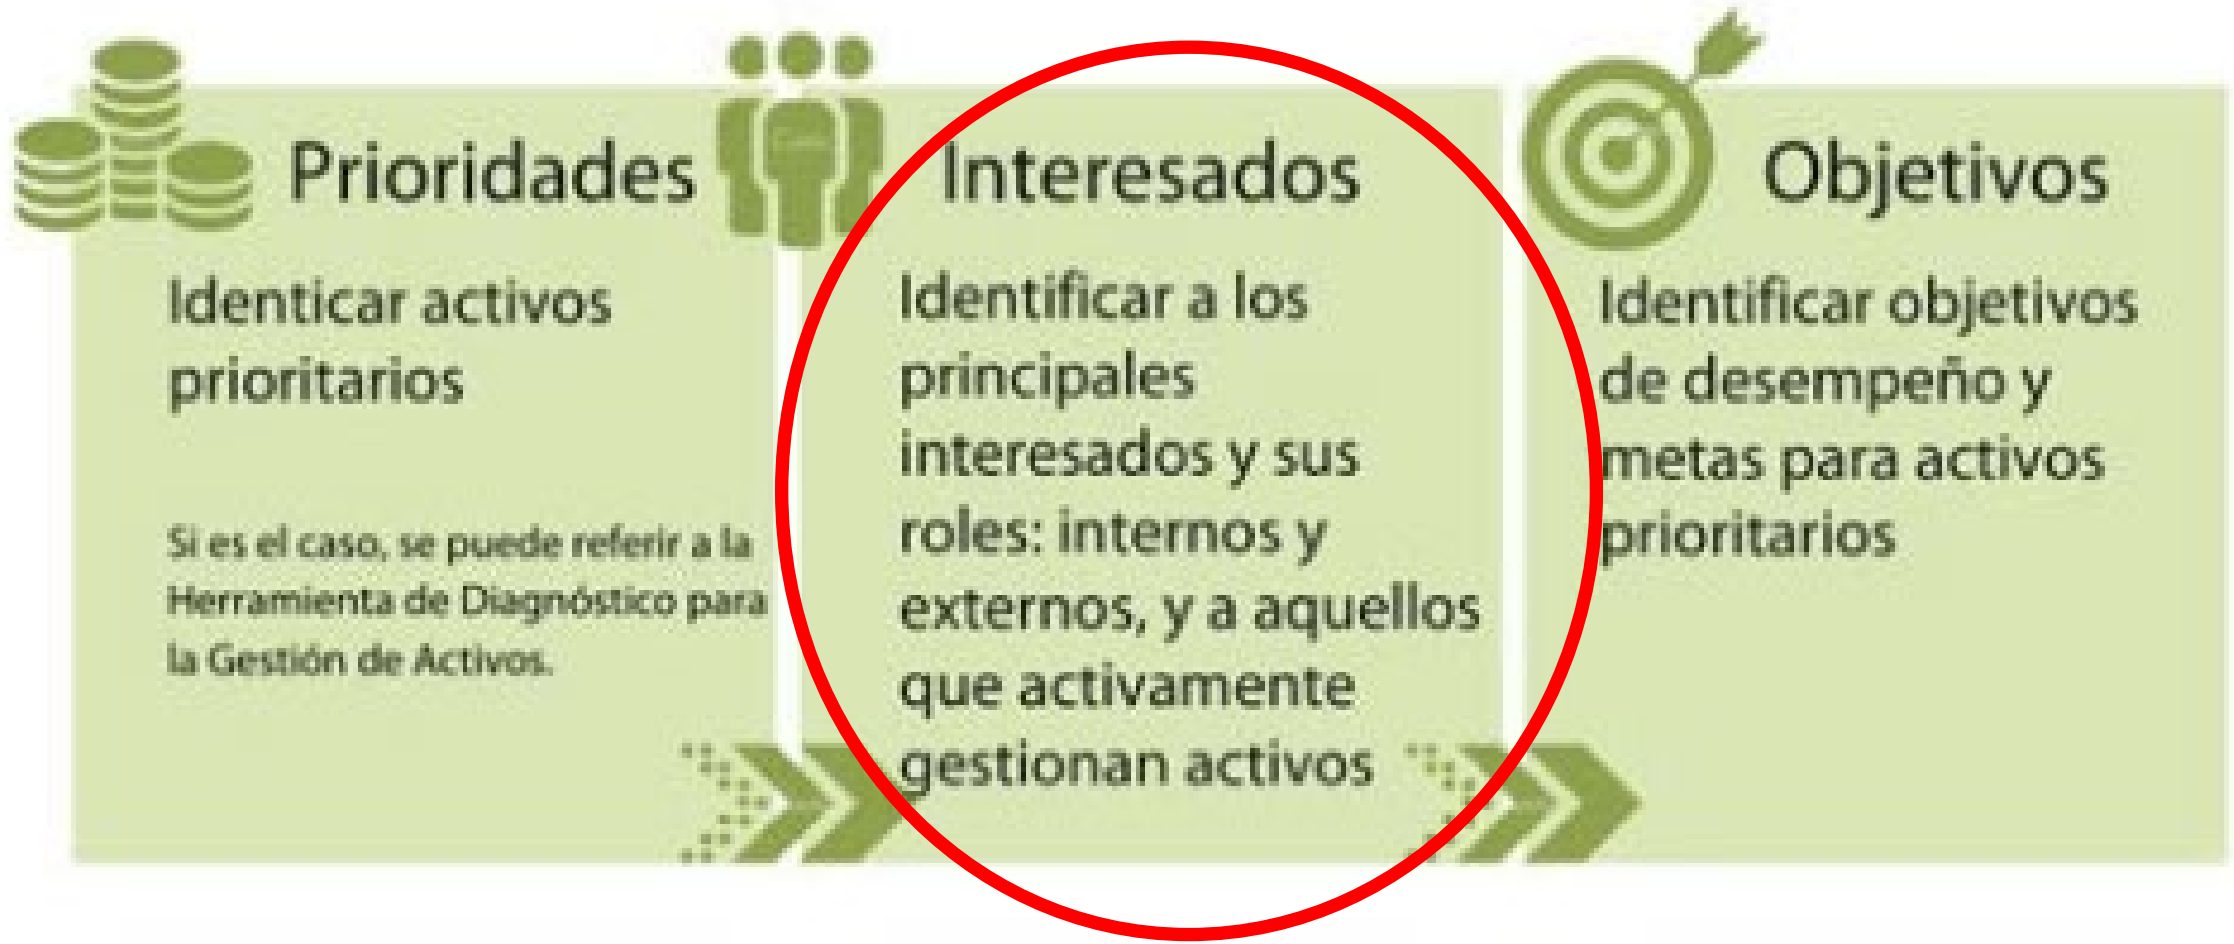 Prioridades
Identicar activos
prioritarios
Si es el caso, se puede referir a la
Herramienta de Diagnóstico para
la Gestión de Activos.
Interesados
Identificar a los
principales
interesados y sus
roles: internos y
externos, y a aquellos
que activamente
gestionan activos
Objetivos
Identificar objetivos
de desempeño y
metas para activos
prioritarios